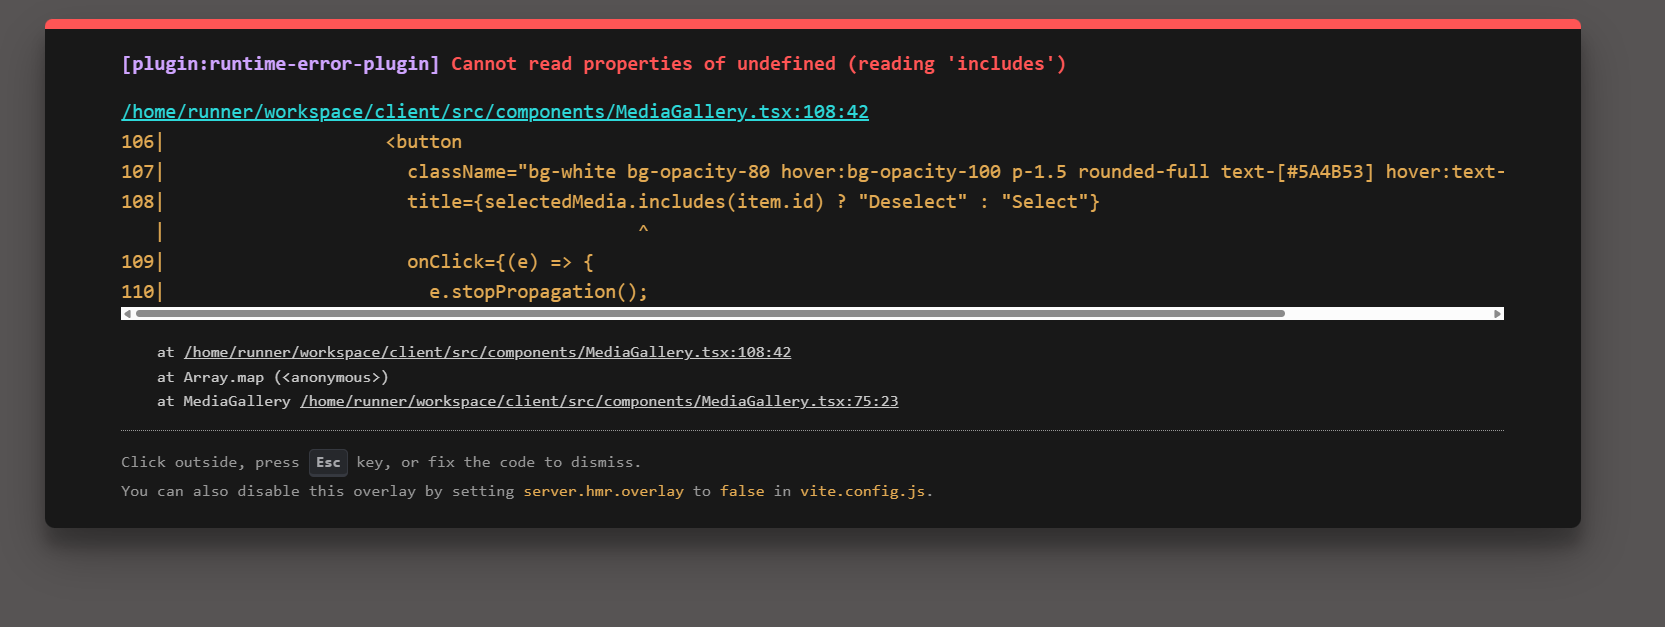 [plugin:runtime-error-plugin] Cannot read properties of undefined (reading 'includes')
/home/runner/workspace/client/src/components/MediaGallery.tsx:108:42
106|                    <button
107|                      className="bg-white bg-opacity-80 hover:bg-opacity-100 p-1.5 rounded-full text-[#5A4B53] hover:text-
108|                      title={selectedMedia.includes(item.id) ? "Deselect" : "Select"}
   |                                           ^
109|                      onClick={(e) => {
110|                        e.stopPropagation();
at /home/runner/workspace/client/src/components/MediaGallery.tsx:108:42
at Array.map (<anonymous>)
at MediaGallery /home/runner/workspace/client/src/components/MediaGallery.tsx:75:23
Click outside, press Esc key, or fix the code to dismiss.
You can also disable this overlay by setting server.hmr.overlay to false in vite.config.js.